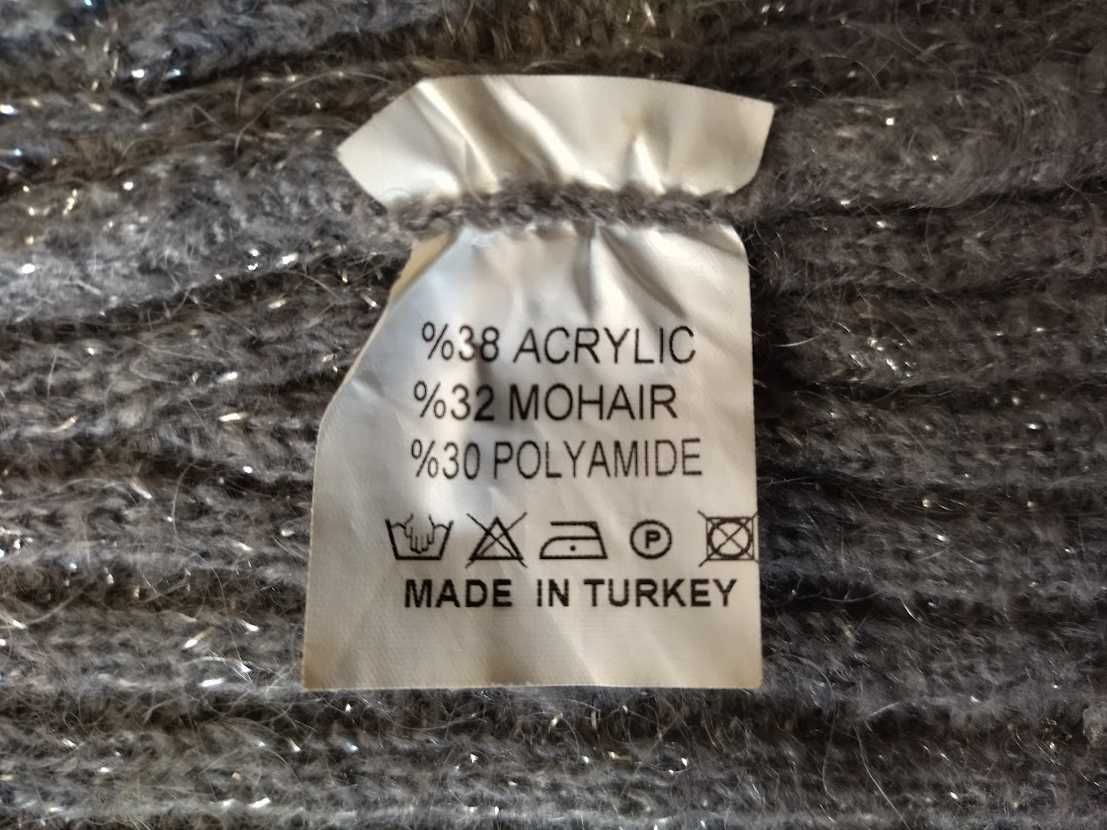 %38 ACRYLIC
%32 MOHAIR
%30 POLYAMIDE
P
MADE IN TURKEY